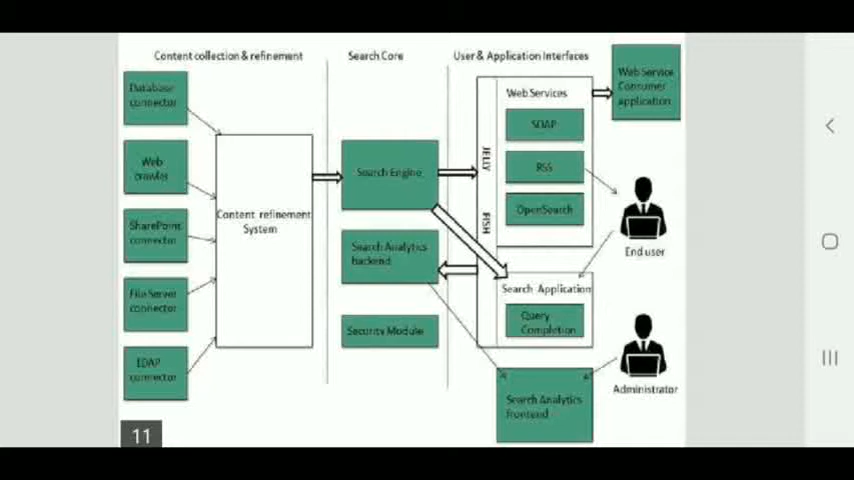 Content collection & refinement
Search Core
User & Application Interfaces
Database
connector
Web
crawler
SharePoint
connector
File Server
connector
LDAP
connector
Content refinement
System
Search Engine
Search Analytics
backend
Security Module
JELLY
FISH
Web Services
SOAP
RSS
OpenSearch
Search Application
Query
Completion
Search Analytics
frontend
Web Service
Consumer
application
End user
Administrator
11